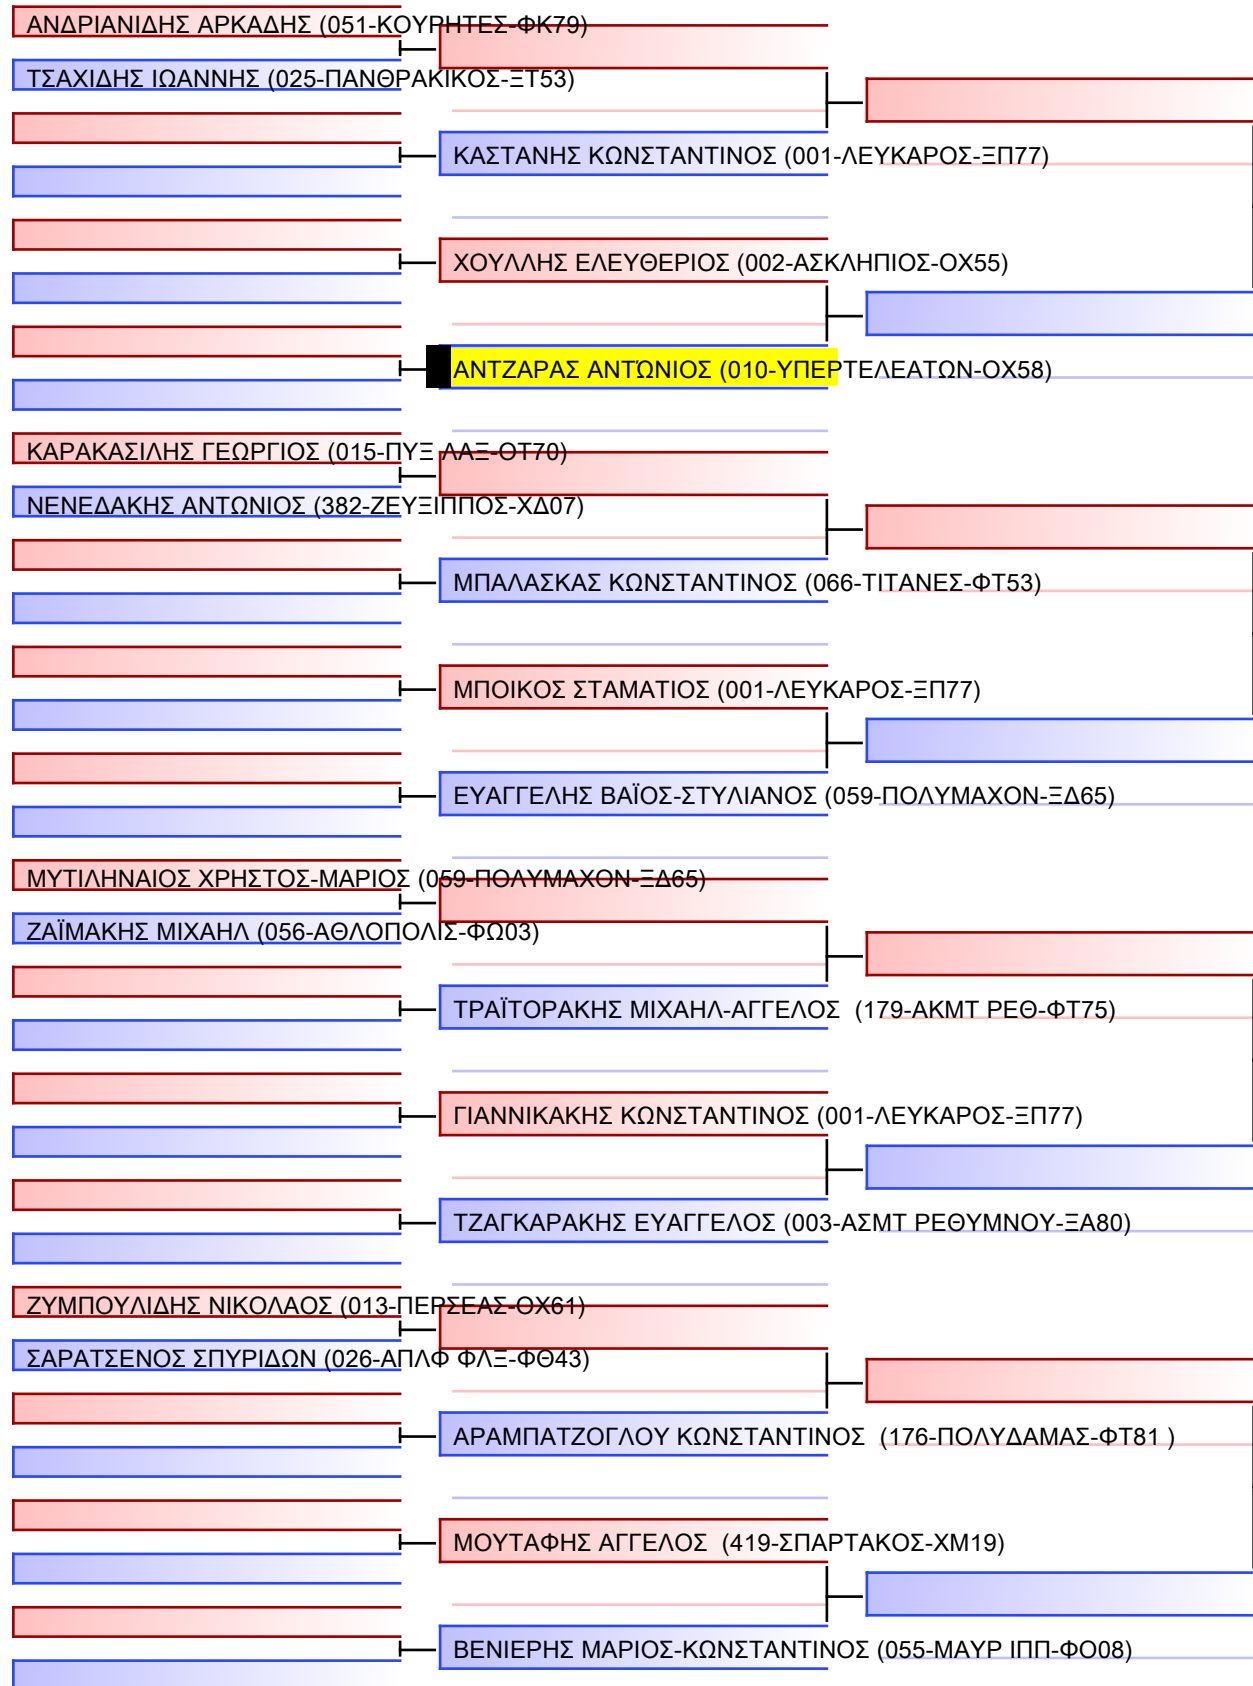 ΑΝΔΡΙΑΝΙΔΗΣ ΑΡΚΑΔΗΣ (051-ΚΟΥΡΗΤΕΣ-ΦΚ79)
ΤΣΑΧΙΔΗΣ ΙΩΑΝΝΗΣ (025-ΠΑΝΘΡΑΚΙΚΟΣ-ΞΤ53)
ΚΑΣΤΑΝΗΣ ΚΩΝΣΤΑΝΤΙΝΟΣ (001-ΛΕΥΚΑΡΟΣ-ΞΠ77)
ΧΟΥΛΛΗΣ ΕΛΕΥΘΕΡΙΟΣ (002-ΑΣΚΛΗΠΙΟΣ-ΟΧ55)
ΑΝΤΖΑΡΑΣ ΑΝΤΏΝΙΟΣ (010-ΥΠΕΡΤΕΛΕΑΤΩΝ-ΟΧ58)
ΚΑΡΑΚΑΣΙΛΗΣ ΓΕΩΡΓΙΟΣ (015-ΠΥΞ ΛΑΞ-ΟΤ70)
ΝΕΝΕΔΑΚΗΣ ΑΝΤΩΝΙΟΣ (382-ΖΕΥΞΙΠΠΟΣ-ΧΔ07)
ΜΠΑΛΑΣΚΑΣ ΚΩΝΣΤΑΝΤΙΝΟΣ (066-ΤΙΤΑΝΕΣ-ΦΤ53)
ΜΠΟΙΚΟΣ ΣΤΑΜΑΤΙΟΣ (001-ΛΕΥΚΑΡΟΣ-ΞΠ77)
ΕΥΑΓΓΕΛΗΣ ΒΑΪΟΣ-ΣΤΥΛΙΑΝΟΣ (059-ΠΟΛΥΜΑΧΟΝ-ΞΔ65)
ΜΥΤΙΛΗΝΑΙΟΣ ΧΡΗΣΤΟΣ-ΜΑΡΙΟΣ (059-ΠΟΛΥΜΑΧΟΝ-ΞΔ65)
ΖΑΪΜΑΚΗΣ ΜΙΧΑΗΛ (056-ΑΘΛΟΠΟΛΙΣ-ΦΩ03)
ΤΡΑΪΤΟΡΑΚΗΣ ΜΙΧΑΗΛ-ΑΓΓΕΛΟΣ (179-ΑΚΜΤ ΡΕΘ-ΦΤ75)
ΓΙΑΝΝΙΚΑΚΗΣ ΚΩΝΣΤΑΝΤΙΝΟΣ (001-ΛΕΥΚΑΡΟΣ-ΞΠ77)
ΤΖΑΓΚΑΡΑΚΗΣ ΕΥΑΓΓΕΛΟΣ (003-ΑΣΜΤ ΡΕΘΥΜΝΟΥ-ΞΑ80)
ΖΥΜΠΟΥΛΙΔΗΣ ΝΙΚΟΛΑΟΣ (013-ΠΕΡΣΕΑΣ-ΟΧ61)
ΣΑΡΑΤΣΕΝΟΣ ΣΠΥΡΙΔΩΝ (026-ΑΠΛΦ ΦΛΞ-ΦΘ43)
ΑΡΑΜΠΑΤΖΟΓΛΟΥ ΚΩΝΣΤΑΝΤΙΝΟΣ (176-ΠΟΛΥΔΑΜΑΣ-ΦΤ81 )
ΜΟΥΤΑΦΗΣ ΑΓΓΕΛΟΣ (419-ΣΠΑΡΤΑΚΟΣ-ΧΜ19)
ΒΕΝΙΕΡΗΣ ΜΑΡΙΟΣ-ΚΩΝΣΤΑΝΤΙΝΟΣ (055-ΜΑΥΡ ΙΠΠ-ΦΟ08)